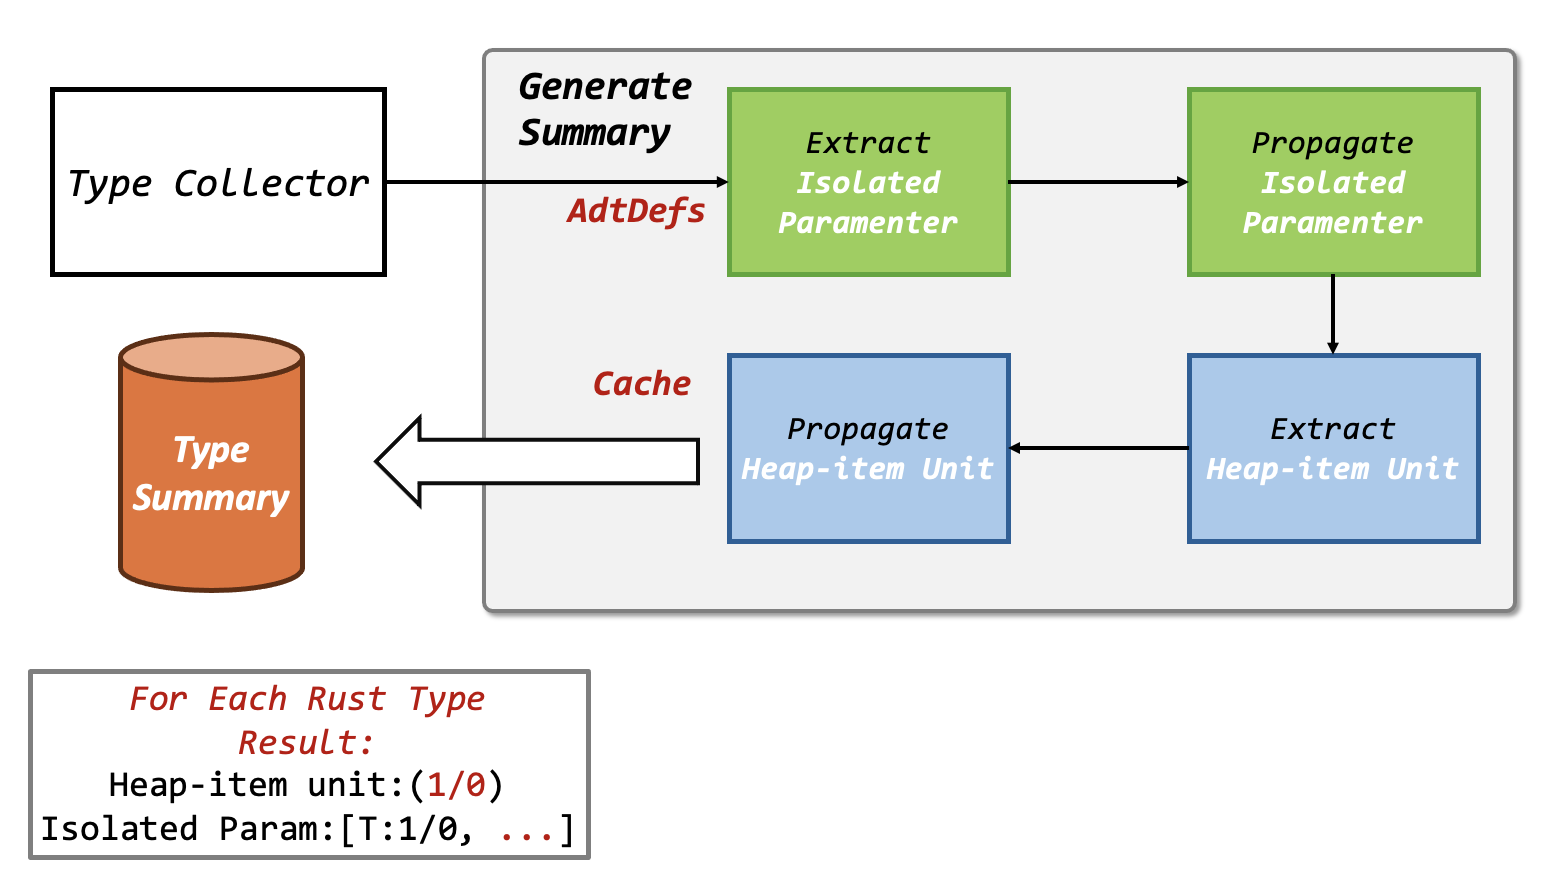 Generate
Summary
Type Collector
AdtDefs
Extract
Isolated
Paramenter
Propagate
Isolated
Paramenter
Type
Summary
Cache
Propagate
Heap-item Unit
Extract
Heap-item Unit
For Each Rust Type
Result:
Heap-item unit:(1/0)
Isolated Param:[T:1/0, ...]